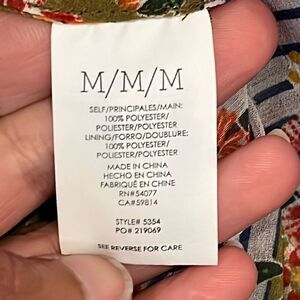 M/M/M
SELF/PRINCIPALES/MAIN:
100% POLYESTER/
POLIESTER/POLYESTER
LINING/FORRO/DOUBLURE:
100% POLYESTER/
POLIESTER/POLYESTER
MADE IN CHINA
HECHO EN CHINA
FABRIQUÉ EN CHINE
RN#54077
CA#59814
STYLE# 5354
PO# 219069
SEE REVERSE FOR CARE